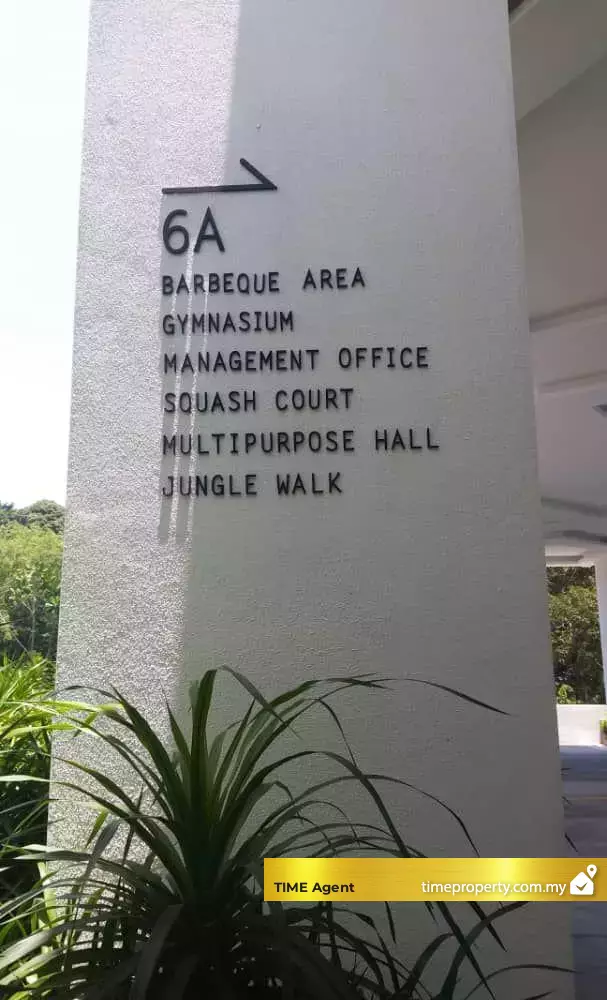 6A
BARBEQUE AREA
GYMNASIUM
MANAGEMENT OFFICE
SQUASH COURT
MULTIPURPOSE HALL
JUNGLE WALK
TIME Agent timeproperty.com.my